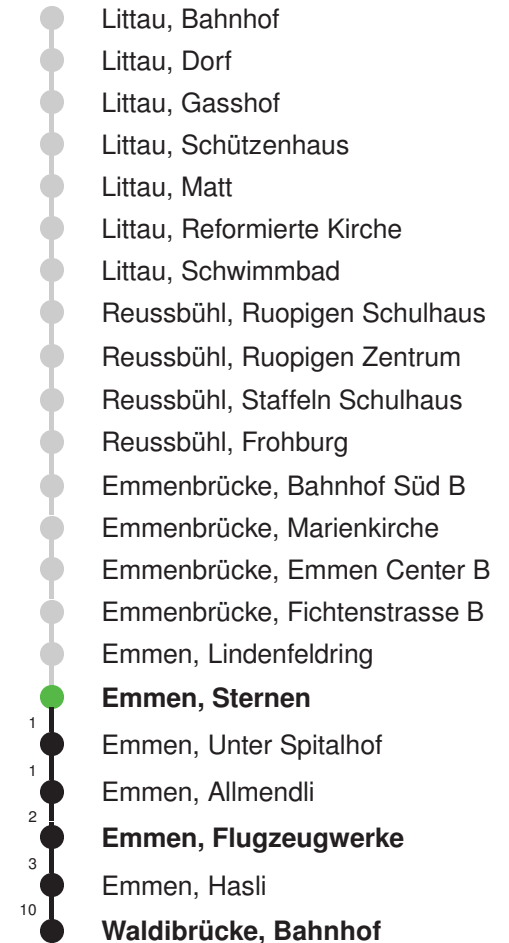 Littau, Bahnhof
Littau, Dorf
Littau, Gasshof
Littau, Schützenhaus
Littau, Matt
Littau, Reformierte Kirche
Littau, Schwimmbad
Reussbühl, Ruopigen Schulhaus
Reussbühl, Ruopigen Zentrum
Reussbühl, Staffeln Schulhaus
Reussbühl, Frohburg
Emmenbrücke, Bahnhof Süd B
Emmenbrücke, Marienkirche
Emmenbrücke, Emmen Center B
Emmenbrücke, Fichtenstrasse B
Emmen, Lindenfeldring
Emmen, Sternen
1 Emmen, Unter Spitalhof
1 Emmen, Allmendli
2 Emmen, Flugzeugwerke
3 Emmen, Hasli
10 Waldibrücke, Bahnhof